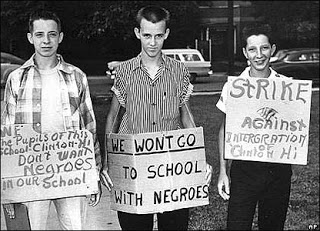 WE
The Pupils of This
School Clinton-Hi
Don't WANT
NEGROES
IN OUR School
WE WONT GO
TO SCHOOL
WITH NEGROES
STRIKE
AGAINST
INTERGRATION
OF
CLINTON HI
AP